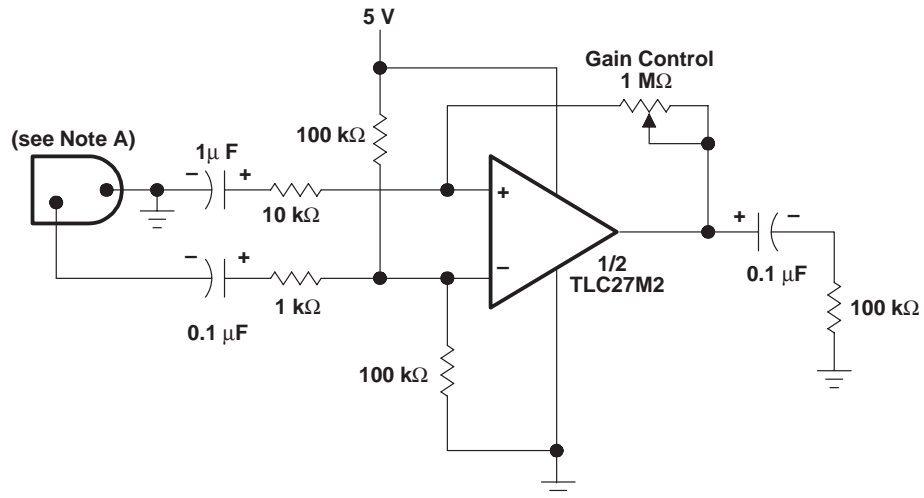 5 V
Gain Control
1 MΩ
100 kΩ
(see Note A)
1μ F
− +
10 kΩ
+
−
1/2
TLC27M2
− +
1 kΩ
0.1 μF
+ −
0.1 μF
100 kΩ
100 kΩ